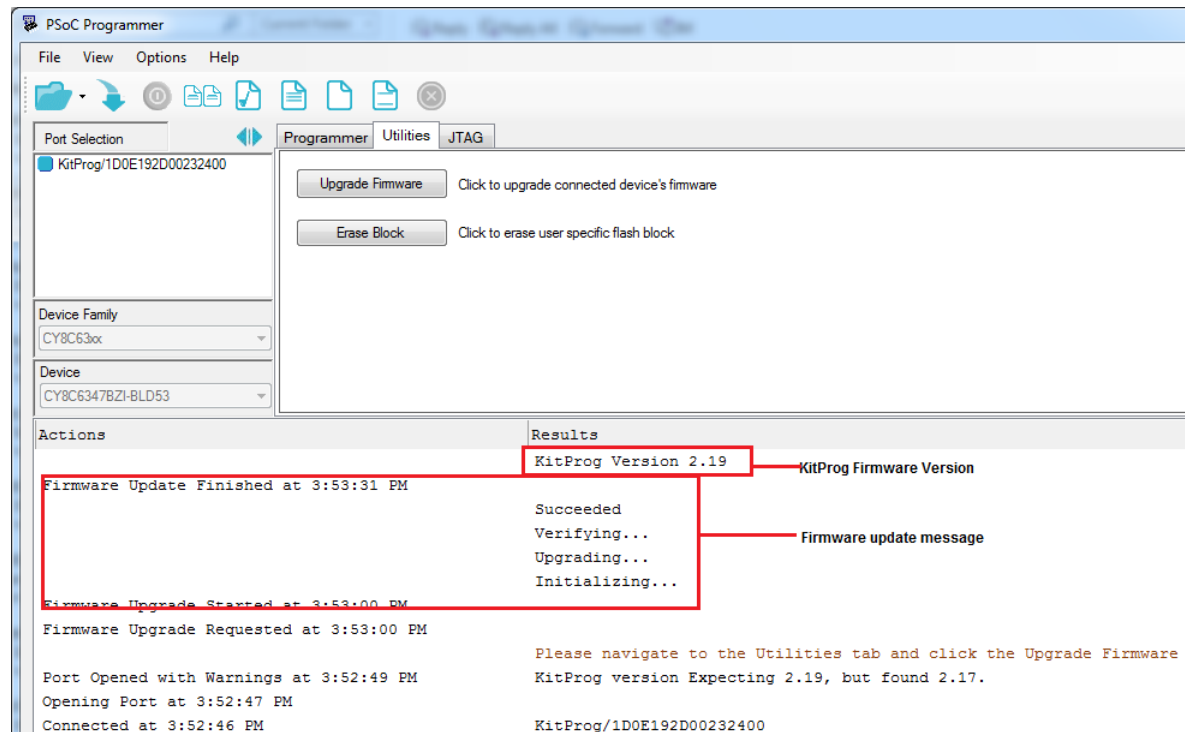 PSoC Programmer
File View Options Help
Port Selection
Programmer Utilities JTAG
KitProg/1D0E192D00232400
Upgrade Firmware Click to upgrade connected device's firmware
Erase Block Click to erase user specific flash block
Device Family
CY8C63xx
Device
CY8C6347BZI-BLD53
Actions Results
KitProg Version 2.19 KitProg Firmware Version
Firmware Update Finished at 3:53:31 PM
Succeeded
Verifying... Firmware update message
Upgrading...
Initializing...
Firmware Upgrade Started at 3:53:00 PM
Firmware Upgrade Requested at 3:53:00 PM
Please navigate to the Utilities tab and click the Upgrade Firmware
Port Opened with Warnings at 3:52:49 PM KitProg version Expecting 2.19, but found 2.17.
Opening Port at 3:52:47 PM
Connected at 3:52:46 PM KitProg/1D0E192D00232400